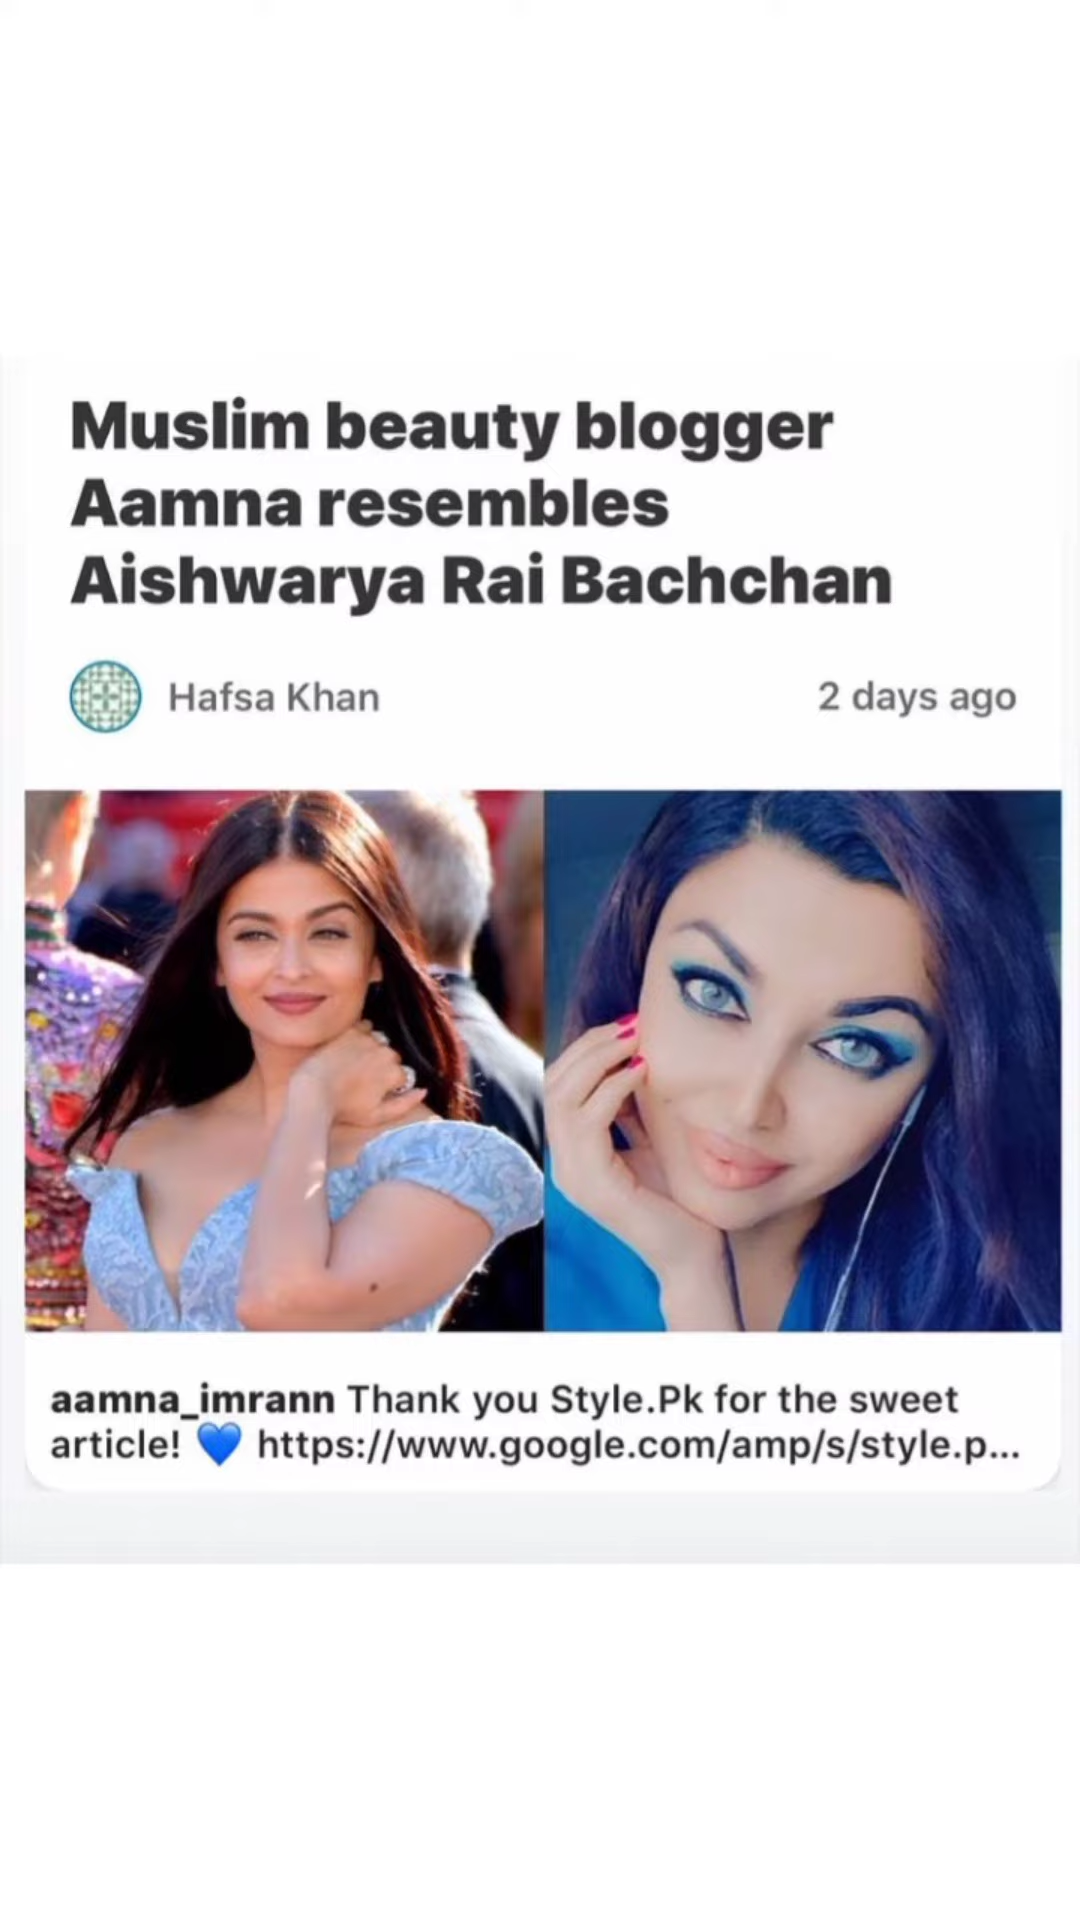 Muslim beauty blogger
Aamna resembles
Aishwarya Rai Bachchan
Hafsa Khan
2 days ago
aamna_imrann Thank you Style.Pk for the sweet
article! 💙 https://www.google.com/amp/s/style.p...